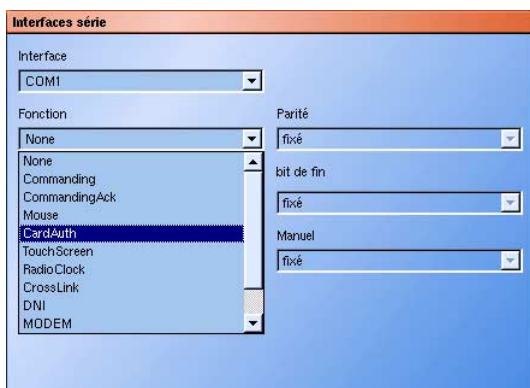 Interfaces série
Interface
COM1
Fonction
Parité
None
fixé
None
Commanding
CommandingAck
Mouse
CardAuth
TouchScreen
RadioClock
CrossLink
DNI
MODEM
bit de fin
fixé
Manuel
fixé